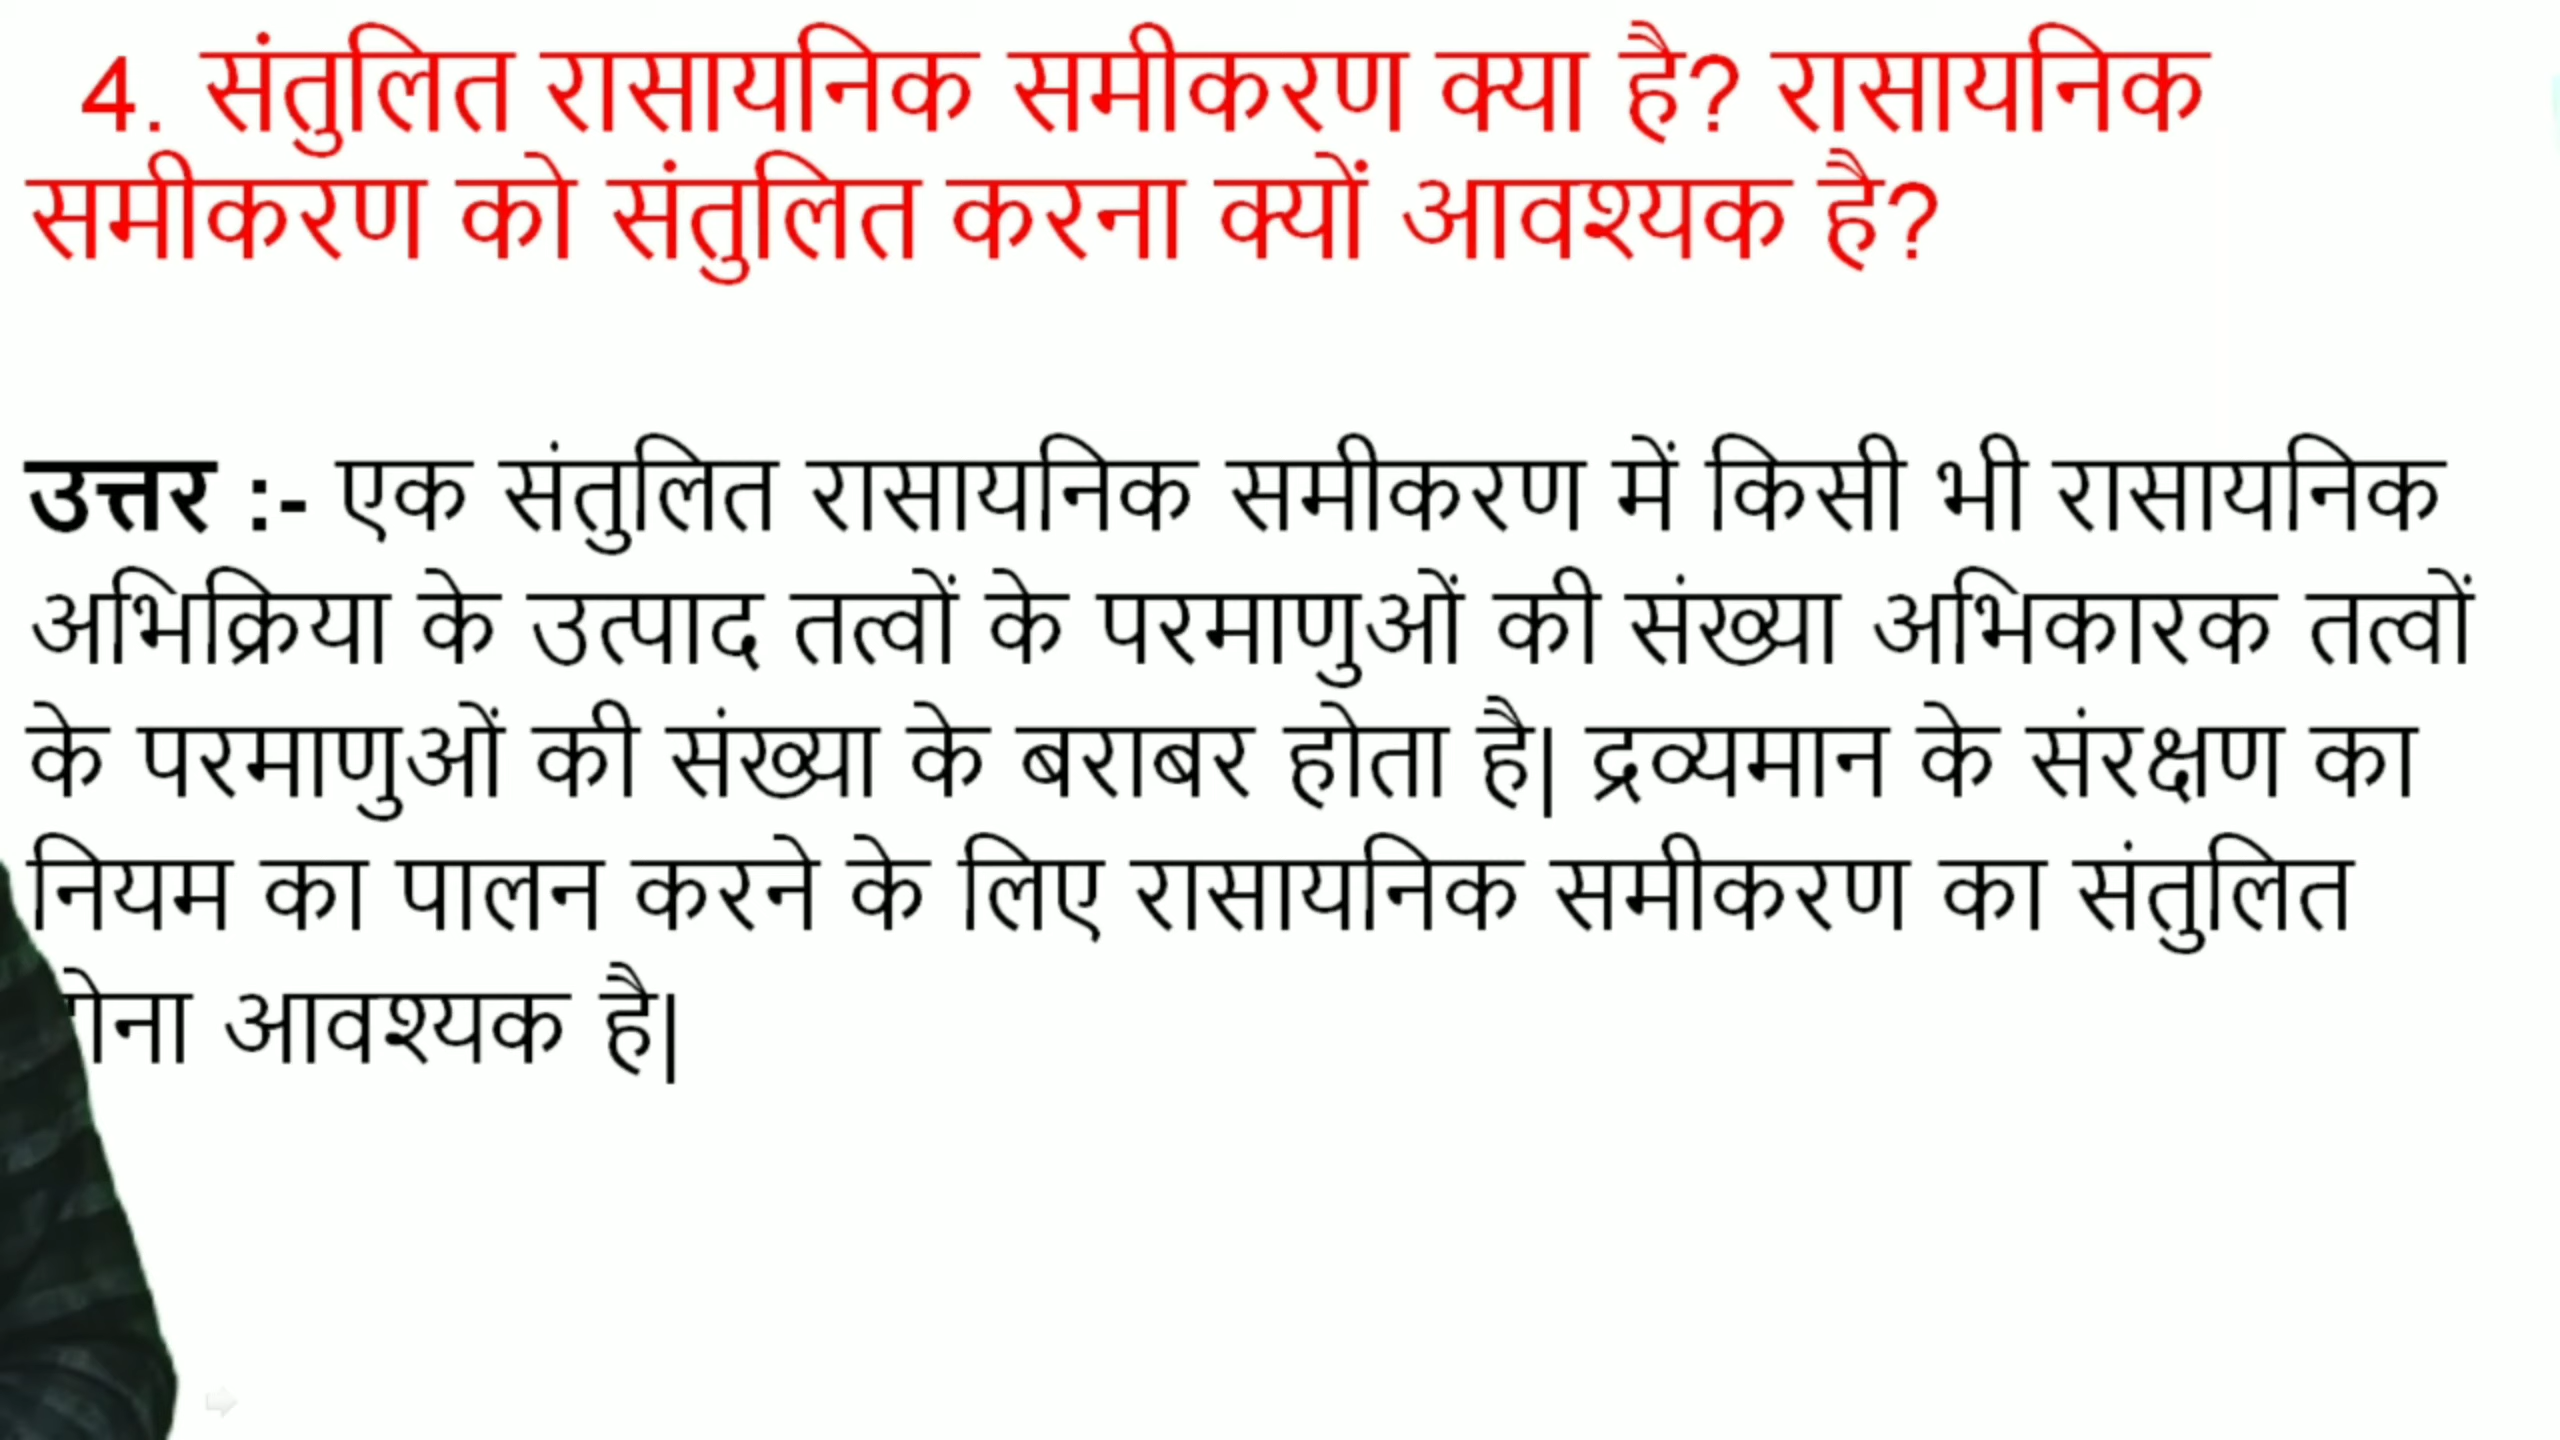 4. संतुलित रासायनिक समीकरण क्या है? रासायनिक
समीकरण को संतुलित करना क्यों आवश्यक है?
उत्तर :- एक संतुलित रासायनिक समीकरण में किसी भी रासायनिक
अभिक्रिया के उत्पाद तत्वों के परमाणुओं की संख्या अभिकारक तत्वों
के परमाणुओं की संख्या के बराबर होता है| द्रव्यमान के संरक्षण का
नियम का पालन करने के लिए रासायनिक समीकरण का संतुलित
आवश्यक है|